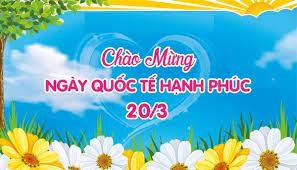 Chào Mừng
NGÀY QUỐC TẾ HẠNH PHÚC
20/3